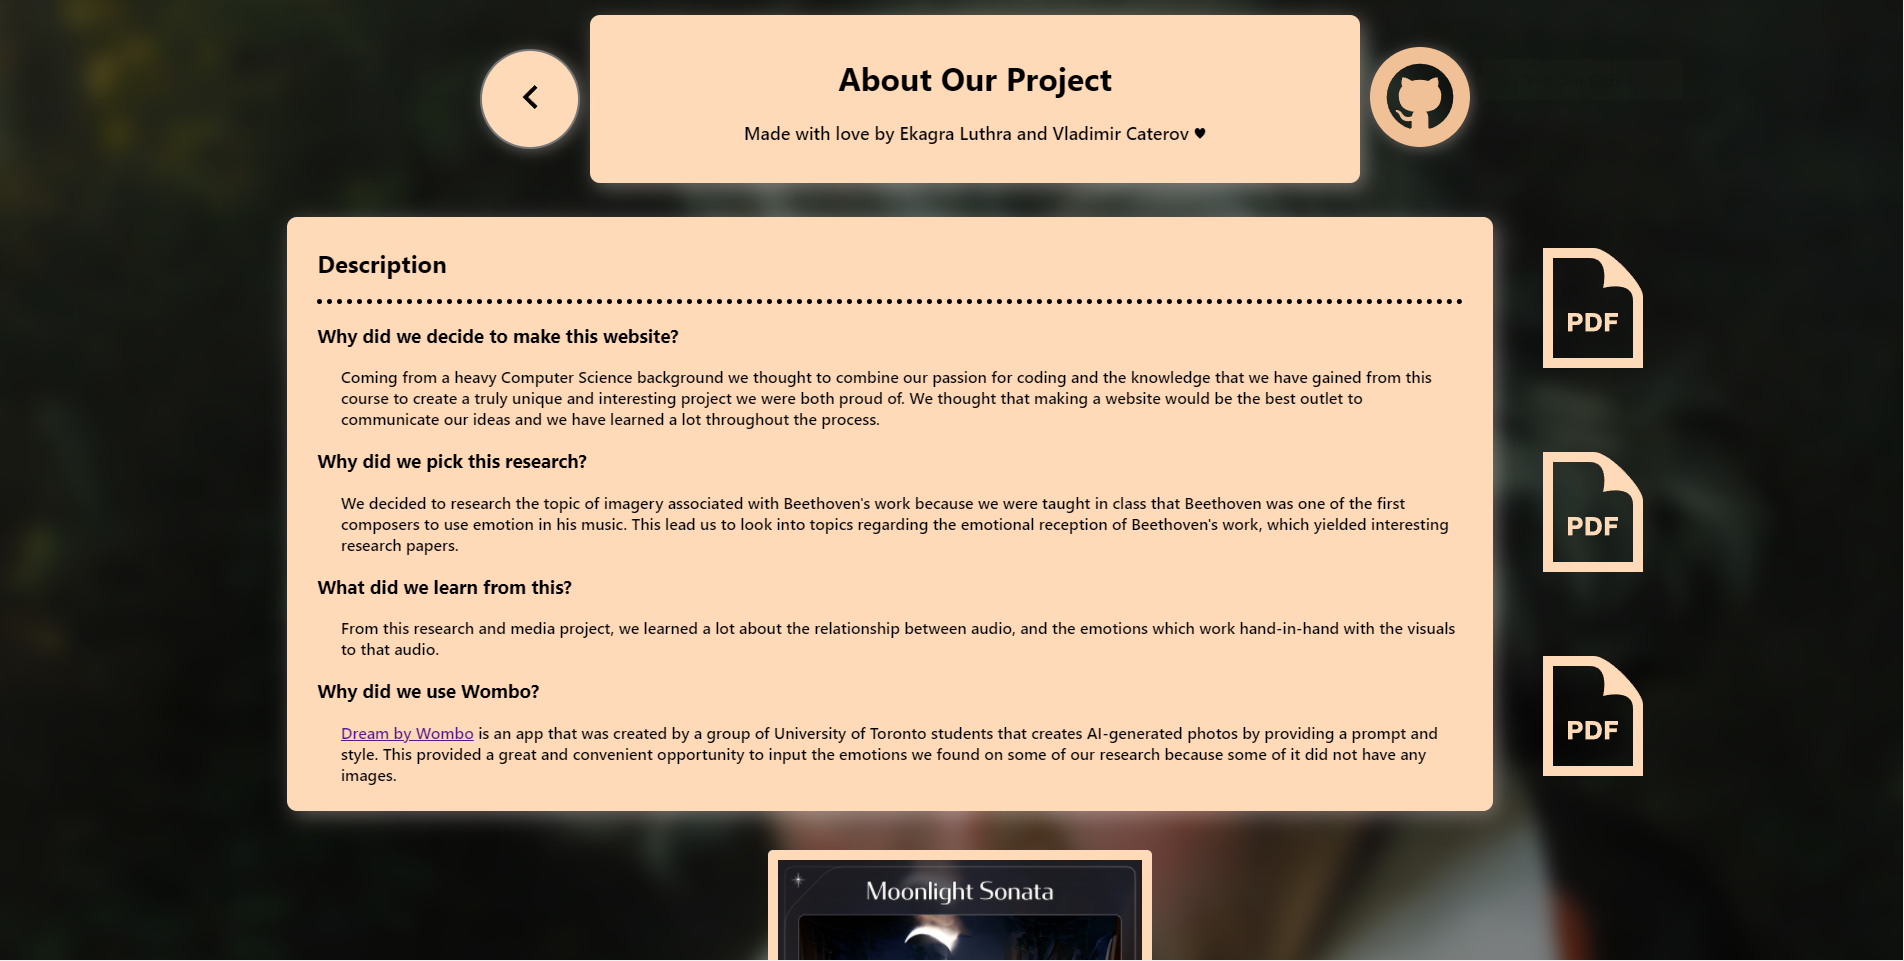 About Our Project
Made with love by Ekagra Luthra and Vladimir Caterov ♥
Description
Why did we decide to make this website?
Coming from a heavy Computer Science background we thought to combine our passion for coding and the knowledge that we have gained from this
course to create a truly unique and interesting project we were both proud of. We thought that making a website would be the best outlet to
communicate our ideas and we have learned a lot throughout the process.
Why did we pick this research?
We decided to research the topic of imagery associated with Beethoven's work because we were taught in class that Beethoven was one of the first
composers to use emotion in his music. This lead us to look into topics regarding the emotional reception of Beethoven's work, which yielded interesting
research papers.
What did we learn from this?
From this research and media project, we learned a lot about the relationship between audio, and the emotions which work hand-in-hand with the visuals
to that audio.
Why did we use Wombo?
Dream by Wombo is an app that was created by a group of University of Toronto students that creates AI-generated photos by providing a prompt and
style. This provided a great and convenient opportunity to input the emotions we found on some of our research because some of it did not have any
images.
PDF
PDF
PDF
Moonlight Sonata